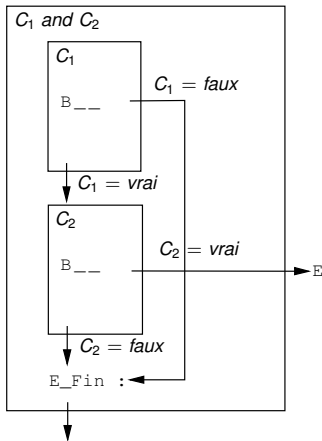 C1 and C2
C1
B__
C1 = faux
C1 = vrai
C2
B__
C2 = vrai
E
C2 = faux
E_Fin :